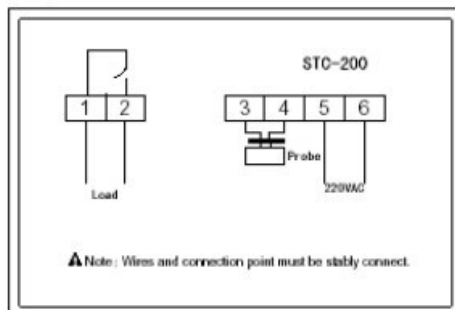 STC-200
1 2 3 4 5 6
Probe
Load 220VAC
Note: Wires and connection point must be stably connect.